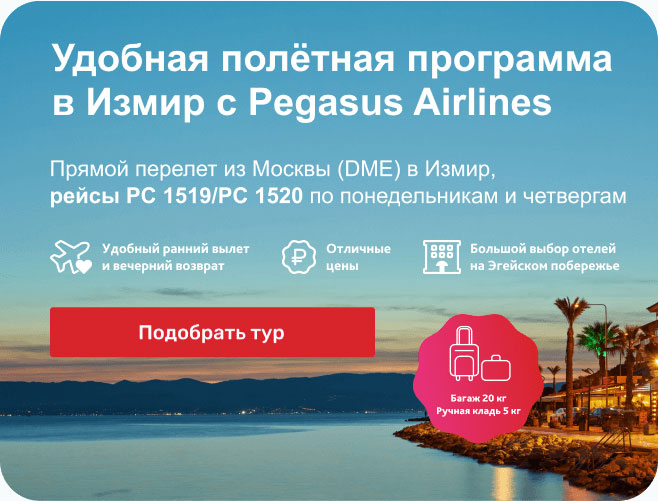 Удобная полётная программа
в Измир с Pegasus Airlines
Прямой перелет из Москвы (DME) в Измир,
рейсы PC 1519/PC 1520 по понедельникам и четвергам
Удобный ранний вылет
и вечерний возврат
Отличные
цены
Большой выбор отелей
на Эгейском побережье
Подобрать тур
Багаж 20 кг
Ручная кладь 5 кг